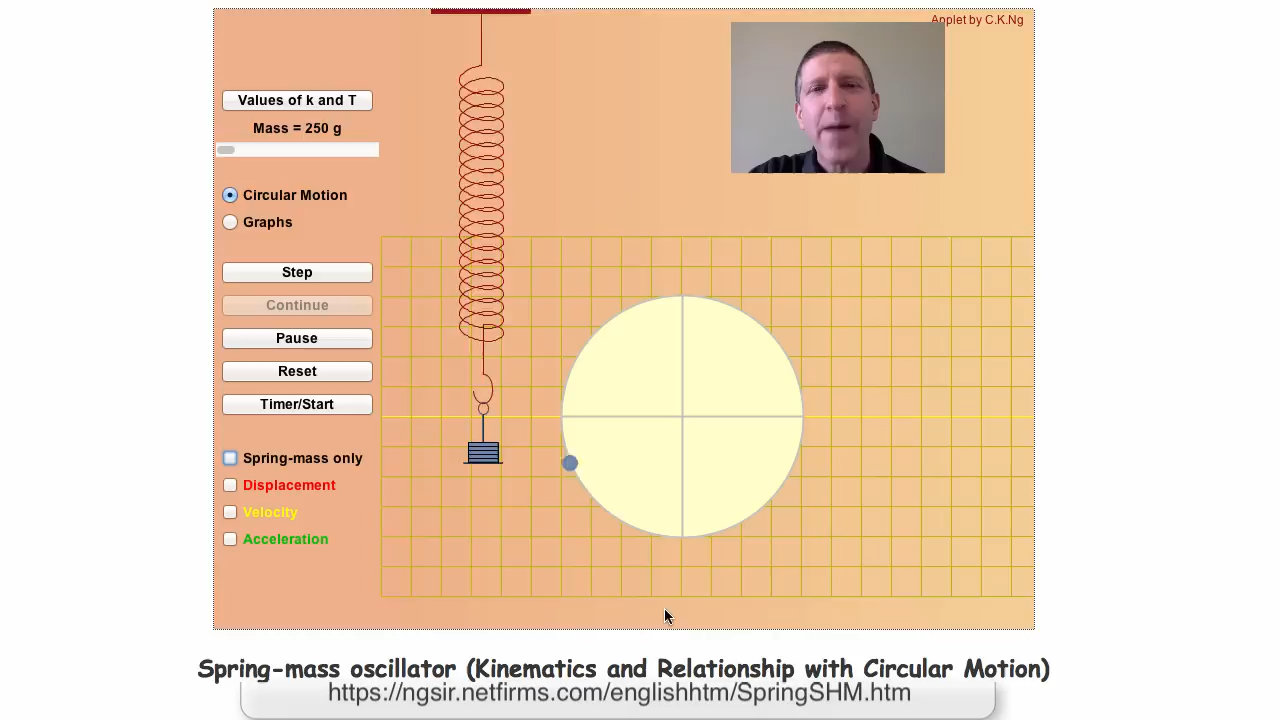 Applet by C.K.Ng
Values of k and T
Mass = 250 g
Circular Motion
Graphs
Step
Continue
Pause
Reset
Timer/Start
Spring-mass only
Displacement
Velocity
Acceleration
Spring-mass oscillator (Kinematics and Relationship with Circular Motion)
https://ngsir.netfirms.com/englishhtm/SpringSHM.htm